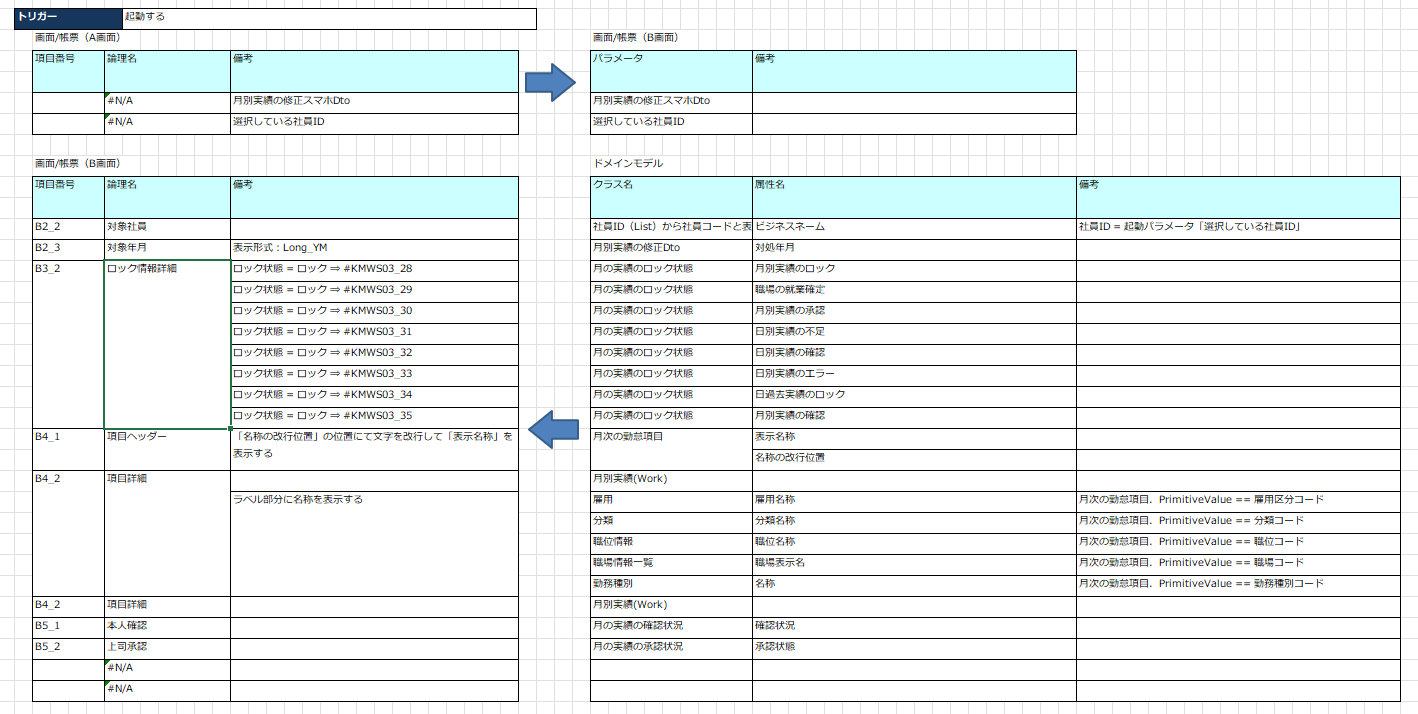 トリガー 起動する
画面/帳票（A画面）
項目番号 論理名 備考
#N/A 月別実績の修正スマホDto
#N/A 選択している社員ID
画面/帳票（B画面）
パラメータ 備考
月別実績の修正スマホDto
選択している社員ID
画面/帳票（B画面）
項目番号 論理名 備考
B2_2 対象社員
B2_3 対象年月 表示形式：Long_YM
B3_2 ロック情報詳細 ロック状態 = ロック ⇒ #KMWS03_28
ロック状態 = ロック ⇒ #KMWS03_29
ロック状態 = ロック ⇒ #KMWS03_30
ロック状態 = ロック ⇒ #KMWS03_31
ロック状態 = ロック ⇒ #KMWS03_32
ロック状態 = ロック ⇒ #KMWS03_33
ロック状態 = ロック ⇒ #KMWS03_34
ロック状態 = ロック ⇒ #KMWS03_35
B4_1 項目ヘッダー 「名称の改行位置」の位置にて文字を改行して「表示名称」を
表示する
B4_2 項目詳細
ラベル部分に名称を表示する
B4_2 項目詳細
B5_1 本人確認
B5_2 上司承認
#N/A
#N/A
ドメインモデル
クラス名 属性名 備考
社員ID（List）から社員コードと表 ビジネスネーム 社員ID = 起動パラメータ「選択している社員ID」
月別実績の修正Dto 対処年月
月の実績のロック状態 月別実績のロック
月の実績のロック状態 職場の就業確定
月の実績のロック状態 月別実績の承認
月の実績のロック状態 日別実績の不足
月の実績のロック状態 日別実績の確認
月の実績のロック状態 日別実績のエラー
月の実績のロック状態 日過去実績のロック
月の実績のロック状態 月別実績の確認
月次の勤怠項目 表示名称
名称の改行位置
月別実績(Work)
雇用 雇用名称 月次の勤怠項目．PrimitiveValue == 雇用区分コード
分類 分類名称 月次の勤怠項目．PrimitiveValue == 分類コード
職位情報 職位名称 月次の勤怠項目．PrimitiveValue == 職位コード
職場情報一覧 職場表示名 月次の勤怠項目．PrimitiveValue == 職場コード
勤務種別 名称 月次の勤怠項目．PrimitiveValue == 勤務種別コード
月別実績(Work)
月の実績の確認状況 確認状況
月の実績の承認状況 承認状態